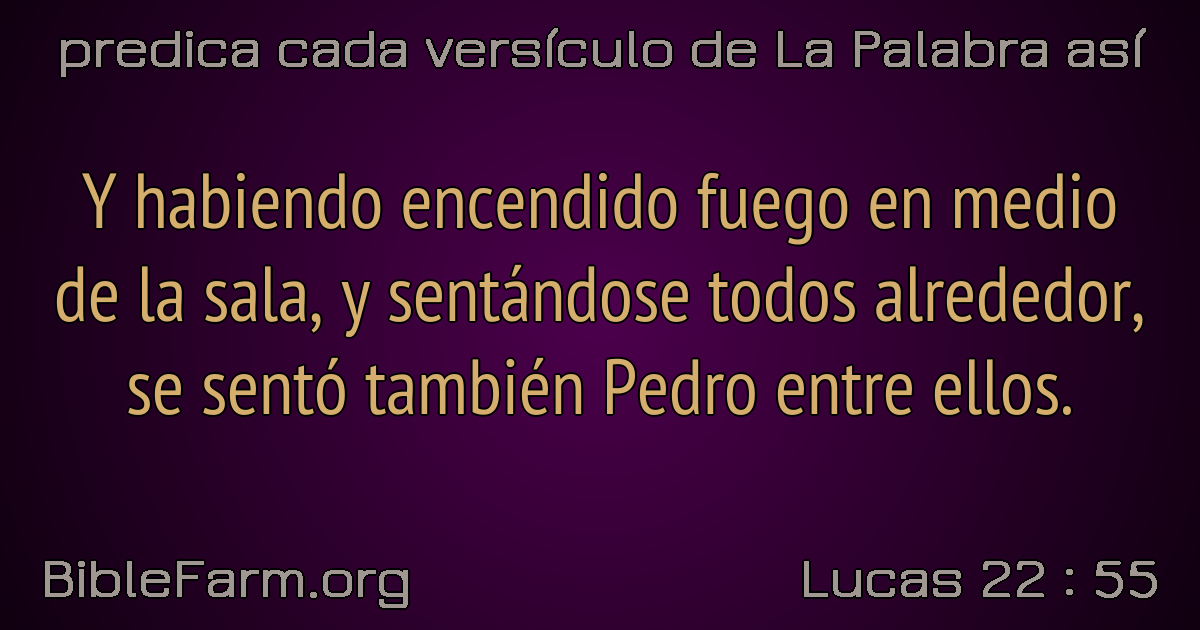 predica cada versículo de La Palabra así
Y habiendo encendido fuego en medio
de la sala, y sentándose todos alrededor,
se sentó también Pedro entre ellos.
BibleFarm.org
Lucas 22 : 55